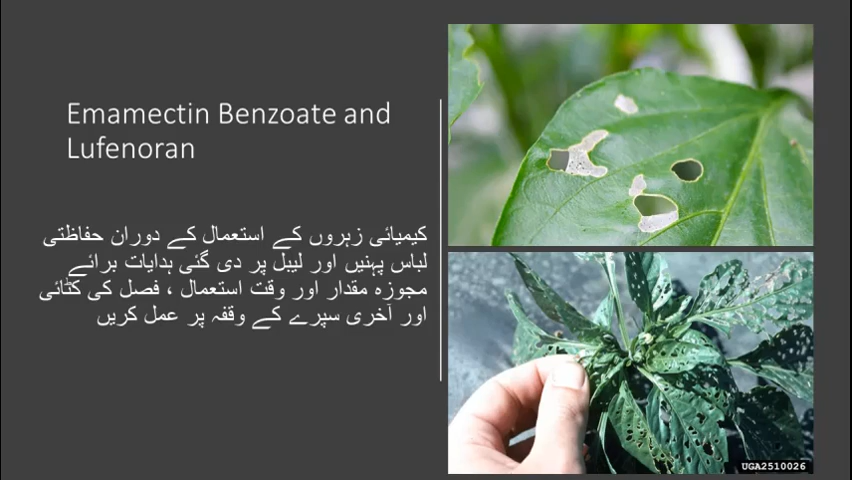 Emamectin Benzoate and
Lufenoran
کیمیائی زہروں کے استعمال کے دوران حفاظتی
لباس پہنیں اور لیبل پر دی گئی ہدایات برائے
مجوزہ مقدار اور وقت استعمال ، فصل کی کٹائی
اور آخری سپرے کے وقفہ پر عمل کریں
UGA2510026